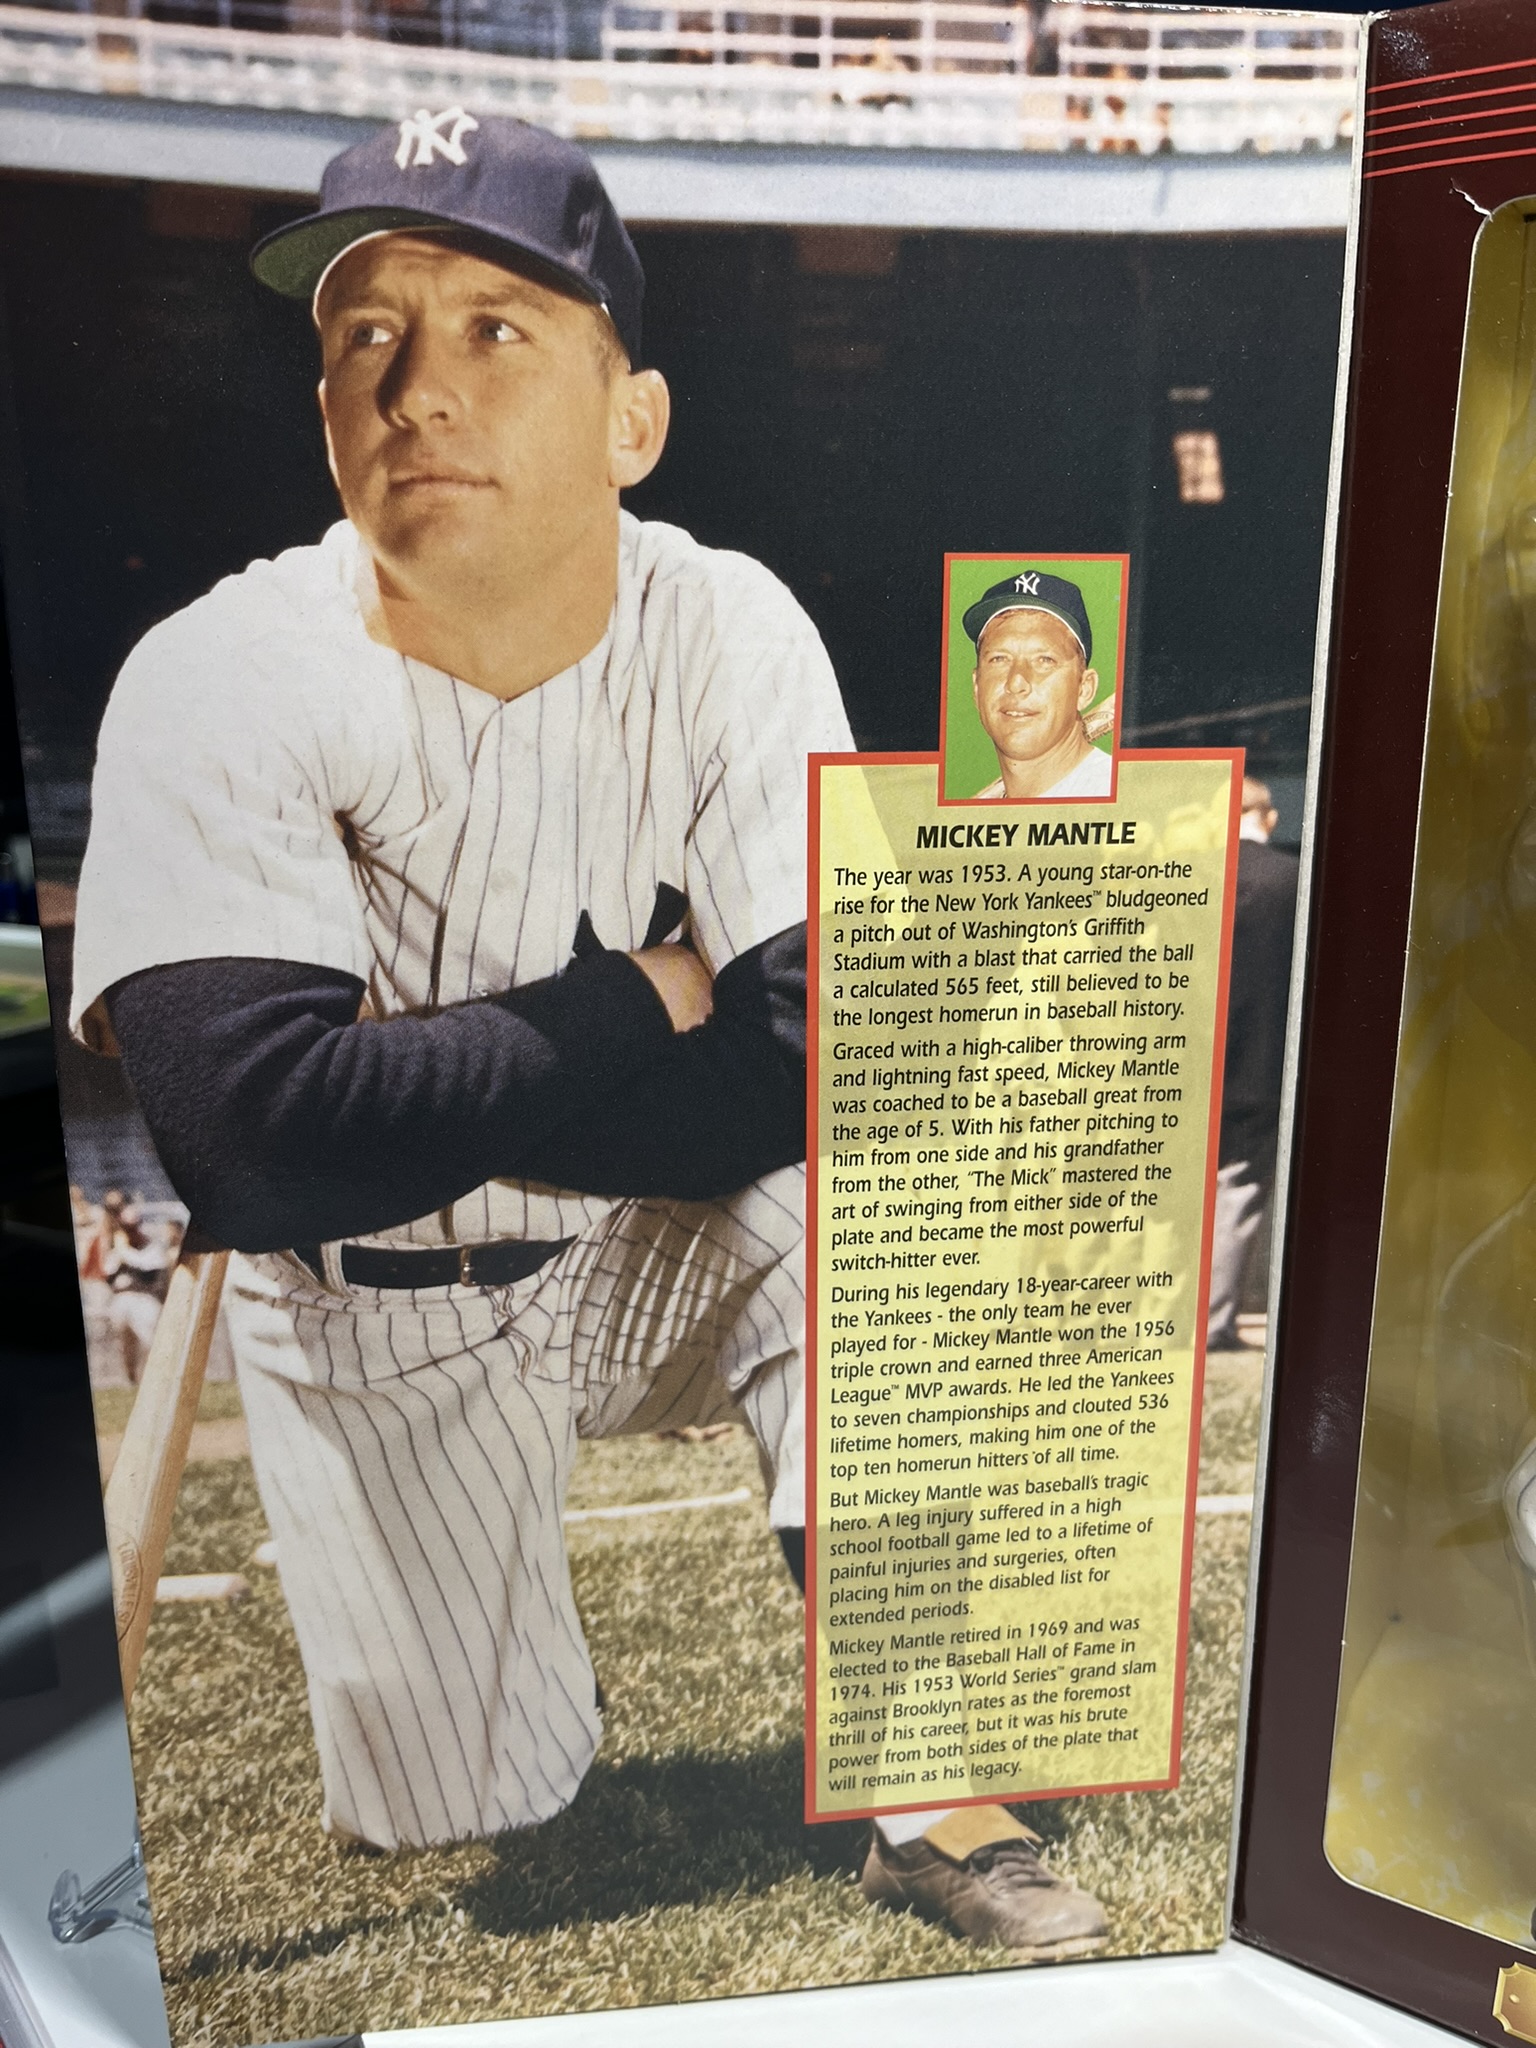 NY
NY
MICKEY MANTLE
The year was 1953. A young star-on-the
rise for the New York Yankees™ bludgeoned
a pitch out of Washington's Griffith
Stadium with a blast that carried the ball
a calculated 565 feet, still believed to be
the longest homerun in baseball history.
Graced with a high-caliber throwing arm
and lightning fast speed, Mickey Mantle
was coached to be a baseball great from
the age of 5. With his father pitching to
him from one side and his grandfather
from the other, "The Mick" mastered the
art of swinging from either side of the
plate and became the most powerful
switch-hitter ever.
During his legendary 18-year-career with
the Yankees - the only team he ever
played for - Mickey Mantle won the 1956
triple crown and earned three American
League™ MVP awards. He led the Yankees
to seven championships and clouted 536
lifetime homers, making him one of the
top ten homerun hitters of all time.
But Mickey Mantle was baseball's tragic
hero. A leg injury suffered in a high
school football game led to a lifetime of
painful injuries and surgeries, often
placing him on the disabled list for
extended periods.
Mickey Mantle retired in 1969 and was
elected to the Baseball Hall of Fame in
1974. His 1953 World Series™ grand slam
against Brooklyn rates as the foremost
thrill of his career, but it was his brute
power from both sides of the plate that
will remain as his legacy.